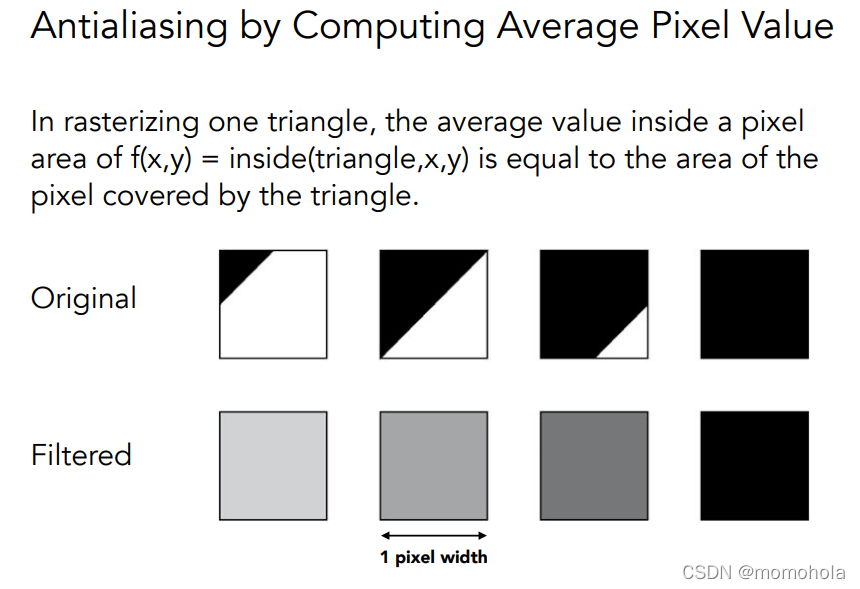 Antialiasing by Computing Average Pixel Value
In rasterizing one triangle, the average value inside a pixel
area of f(x,y) = inside(triangle,x,y) is equal to the area of the
pixel covered by the triangle.
Original
Filtered
1 pixel width
CSDN @momohola